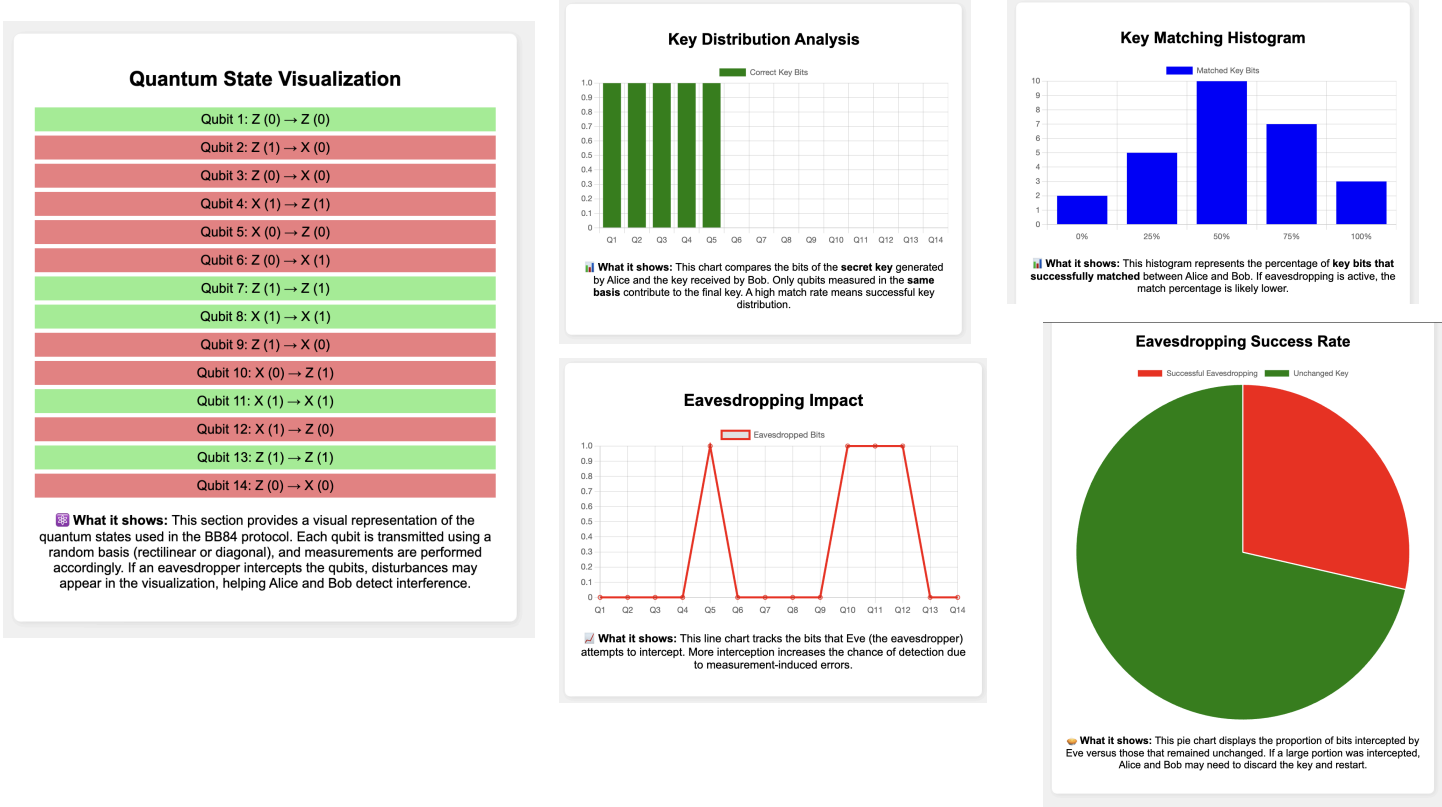 Quantum State Visualization
Qubit 1: Z (0) → Z (0)
Qubit 2: Z (1) → X (0)
Qubit 3: Z (0) → X (0)
Qubit 4: X (1) → Z (1)
Qubit 5: X (0) → Z (0)
Qubit 6: Z (0) → X (1)
Qubit 7: Z (1) → Z (1)
Qubit 8: X (1) → X (1)
Qubit 9: Z (1) → X (0)
Qubit 10: X (0) → Z (1)
Qubit 11: X (1) → X (1)
Qubit 12: X (1) → Z (0)
Qubit 13: Z (1) → Z (1)
Qubit 14: Z (0) → X (0)
⚛️ What it shows: This section provides a visual representation of the
quantum states used in the BB84 protocol. Each qubit is transmitted using a
random basis (rectilinear or diagonal), and measurements are performed
accordingly. If an eavesdropper intercepts the qubits, disturbances may
appear in the visualization, helping Alice and Bob detect interference.
Key Distribution Analysis
Correct Key Bits
1.0
0.9
0.8
0.7
0.6
0.5
0.4
0.3
0.2
0.1
0
Q1 Q2 Q3 Q4 Q5 Q6 Q7 Q8 Q9 Q10 Q11 Q12 Q13 Q14
📊 What it shows: This chart compares the bits of the secret key generated
by Alice and the key received by Bob. Only qubits measured in the same
basis contribute to the final key. A high match rate means successful key
distribution.
Eavesdropping Impact
Eavesdropped Bits
1.0
0.9
0.8
0.7
0.6
0.5
0.4
0.3
0.2
0.1
0
Q1 Q2 Q3 Q4 Q5 Q6 Q7 Q8 Q9 Q10 Q11 Q12 Q13 Q14
📈 What it shows: This line chart tracks the bits that Eve (the eavesdropper)
attempts to intercept. More interception increases the chance of detection due
to measurement-induced errors.
Key Matching Histogram
Matched Key Bits
10
9
8
7
6
5
4
3
2
1
0
0% 25% 50% 75% 100%
📊 What it shows: This histogram represents the percentage of key bits that
successfully matched between Alice and Bob. If eavesdropping is active, the
match percentage is likely lower.
Eavesdropping Success Rate
Successful Eavesdropping Unchanged Key
🥧 What it shows: This pie chart displays the proportion of bits intercepted by
Eve versus those that remained unchanged. If a large portion was intercepted,
Alice and Bob may need to discard the key and restart.